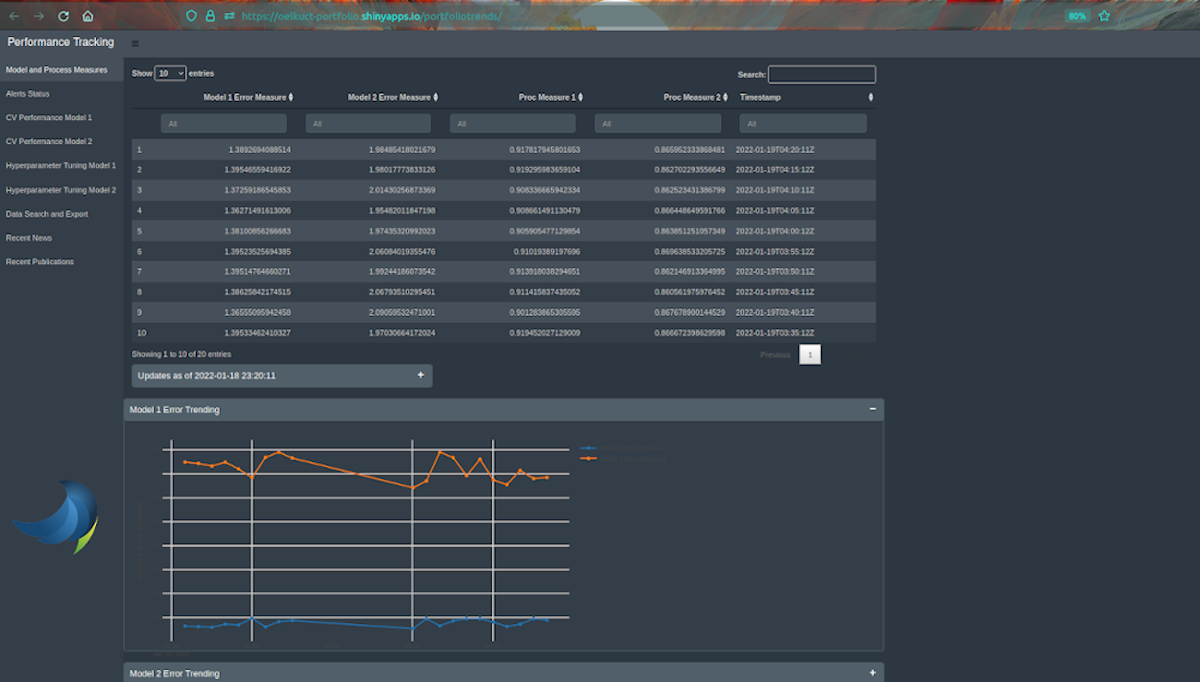 https://oelkuct-portfolio.shinyapps.io/portfoliotrends/ 80%
Performance Tracking
Model and Process Measures
Alerts Status
CV Performance Model 1
CV Performance Model 2
Hyperparameter Tuning Model 1
Hyperparameter Tuning Model 2
Data Search and Export
Recent News
Recent Publications
Show 10 entries Search:
Model 1 Error Measure Model 2 Error Measure Proc Measure 1 Proc Measure 2 Timestamp
All All All All All
1 1.3892694088514 1.98485418021679 0.917817945801653 0.865952333868481 2022-01-19T04:20:11Z
2 1.39546559416922 1.98017773833126 0.919295983659104 0.862702293556649 2022-01-19T04:15:12Z
3 1.37259186545853 2.01430256873369 0.908336665942334 0.862523431386799 2022-01-19T04:10:11Z
4 1.36271491613006 1.95482011847198 0.908661491130479 0.866448649591766 2022-01-19T04:05:11Z
5 1.38100856266683 1.97435320992023 0.905905477129854 0.863851251057349 2022-01-19T04:00:12Z
6 1.39523525694385 2.06084019355476 0.91019389197696 0.869638533205725 2022-01-19T03:55:12Z
7 1.39514764660271 1.99244186073542 0.913918038294651 0.862146913364995 2022-01-19T03:50:11Z
8 1.38625842174515 2.06793510295451 0.911415837435052 0.860561975976452 2022-01-19T03:45:11Z
9 1.36555095942458 2.09059532471001 0.901283865305595 0.867678900144529 2022-01-19T03:40:11Z
10 1.39533462410327 1.97030664172024 0.919452027129009 0.866672398629598 2022-01-19T03:35:12Z
Showing 1 to 10 of 20 entries Previous 1
Updates as of 2022-01-18 23:20:11 +
Model 1 Error Trending −
Model 2 Error Trending +